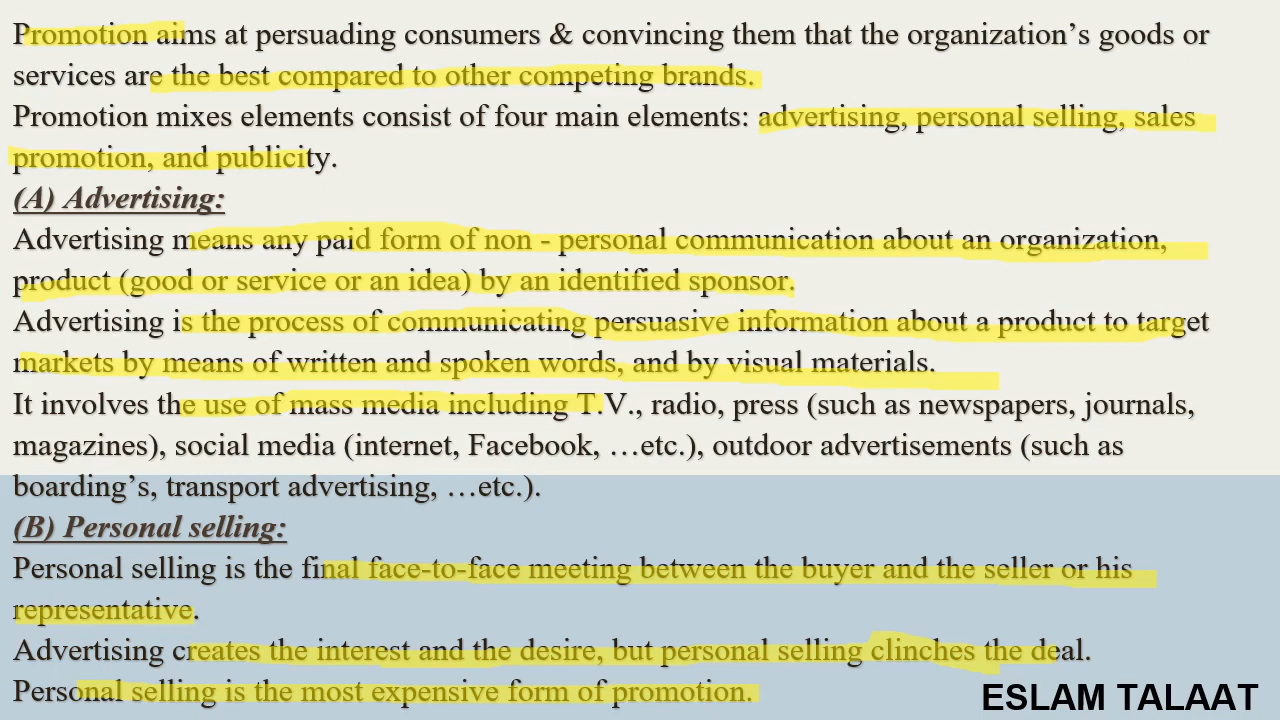 Promotion aims at persuading consumers & convincing them that the organization’s goods or
services are the best compared to other competing brands.
Promotion mixes elements consist of four main elements: advertising, personal selling, sales
promotion, and publicity.
(A) Advertising:
Advertising means any paid form of non - personal communication about an organization,
product (good or service or an idea) by an identified sponsor.
Advertising is the process of communicating persuasive information about a product to target
markets by means of written and spoken words, and by visual materials.
It involves the use of mass media including T.V., radio, press (such as newspapers, journals,
magazines), social media (internet, Facebook, …etc.), outdoor advertisements (such as
boarding’s, transport advertising, …etc.).
(B) Personal selling:
Personal selling is the final face-to-face meeting between the buyer and the seller or his
representative.
Advertising creates the interest and the desire, but personal selling clinches the deal.
Personal selling is the most expensive form of promotion.
ESLAM TALAAT